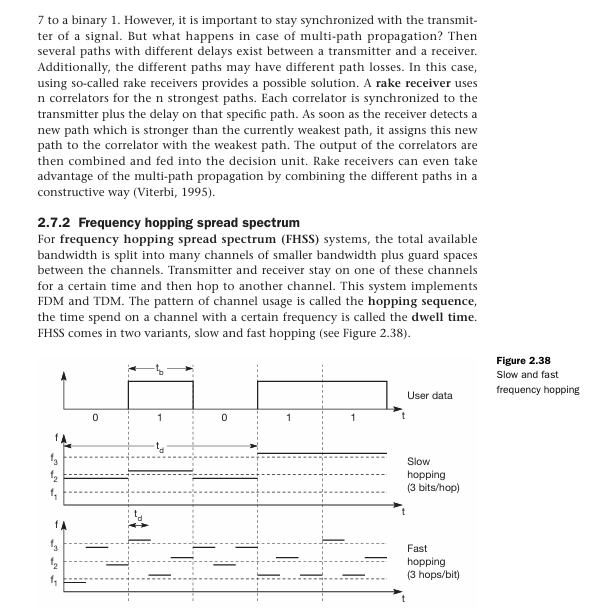 7 to a binary 1. However, it is important to stay synchronized with the transmit-
ter of a signal. But what happens in case of multi-path propagation? Then
several paths with different delays exist between a transmitter and a receiver.
Additionally, the different paths may have different path losses. In this case,
using so-called rake receivers provides a possible solution. A rake receiver uses
n correlators for the n strongest paths. Each correlator is synchronized to the
transmitter plus the delay on that specific path. As soon as the receiver detects a
new path which is stronger than the currently weakest path, it assigns this new
path to the correlator with the weakest path. The output of the correlators are
then combined and fed into the decision unit. Rake receivers can even take
advantage of the multi-path propagation by combining the different paths in a
constructive way (Viterbi, 1995).
2.7.2 Frequency hopping spread spectrum
For frequency hopping spread spectrum (FHSS) systems, the total available
bandwidth is split into many channels of smaller bandwidth plus guard spaces
between the channels. Transmitter and receiver stay on one of these channels
for a certain time and then hop to another channel. This system implements
FDM and TDM. The pattern of channel usage is called the hopping sequence,
the time spend on a channel with a certain frequency is called the dwell time.
FHSS comes in two variants, slow and fast hopping (see Figure 2.38).
Figure 2.38
Slow and fast
frequency hopping
tb
User data
0 1 0 1 1 t
f
td
f3
f2
f1
Slow
hopping
(3 bits/hop)
t
td
f
f3
f2
f1
Fast
hopping
(3 hops/bit)
t